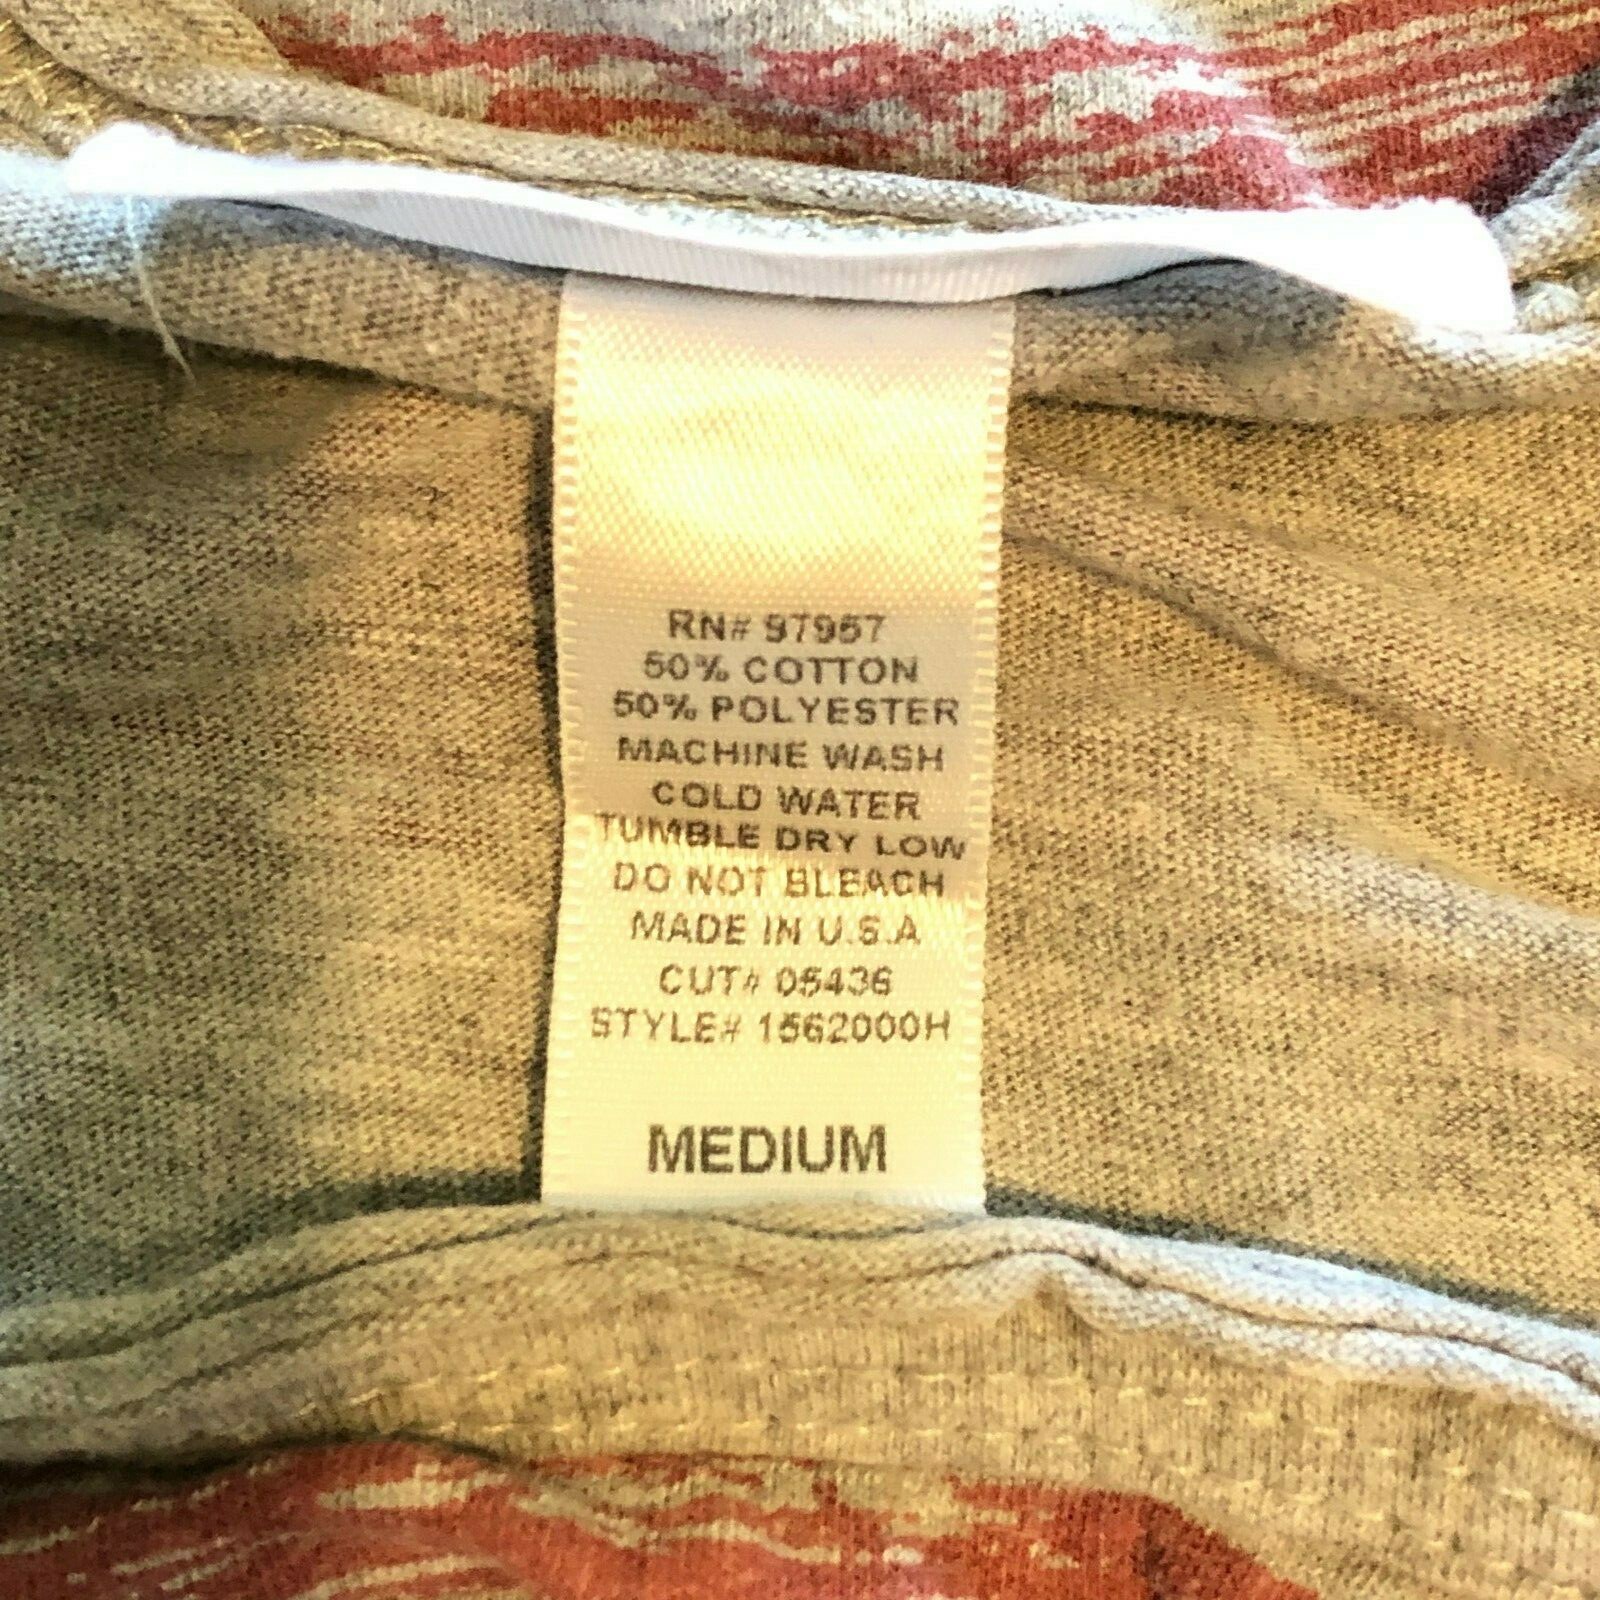 RN# 97957
50% COTTON
50% POLYESTER
MACHINE WASH
COLD WATER
TUMBLE DRY LOW
DO NOT BLEACH
MADE IN U.S.A
CUT# 05436
STYLE# 1562000H
MEDIUM